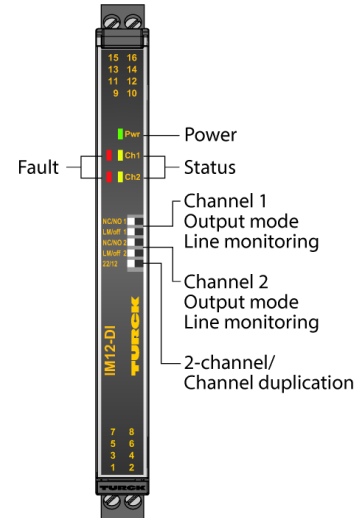 15 16
13 14
11 12
9 10
Pwr
Power
Fault
Ch1
Status
Ch2
NC/NO 1
LM/off 1
NC/NO 2
LM/off 2
22/12
Channel 1
Output mode
Line monitoring
Channel 2
Output mode
Line monitoring
2-channel/
Channel duplication
IM12-DI
TURCK
7 8
5 6
3 4
1 2
TURCK